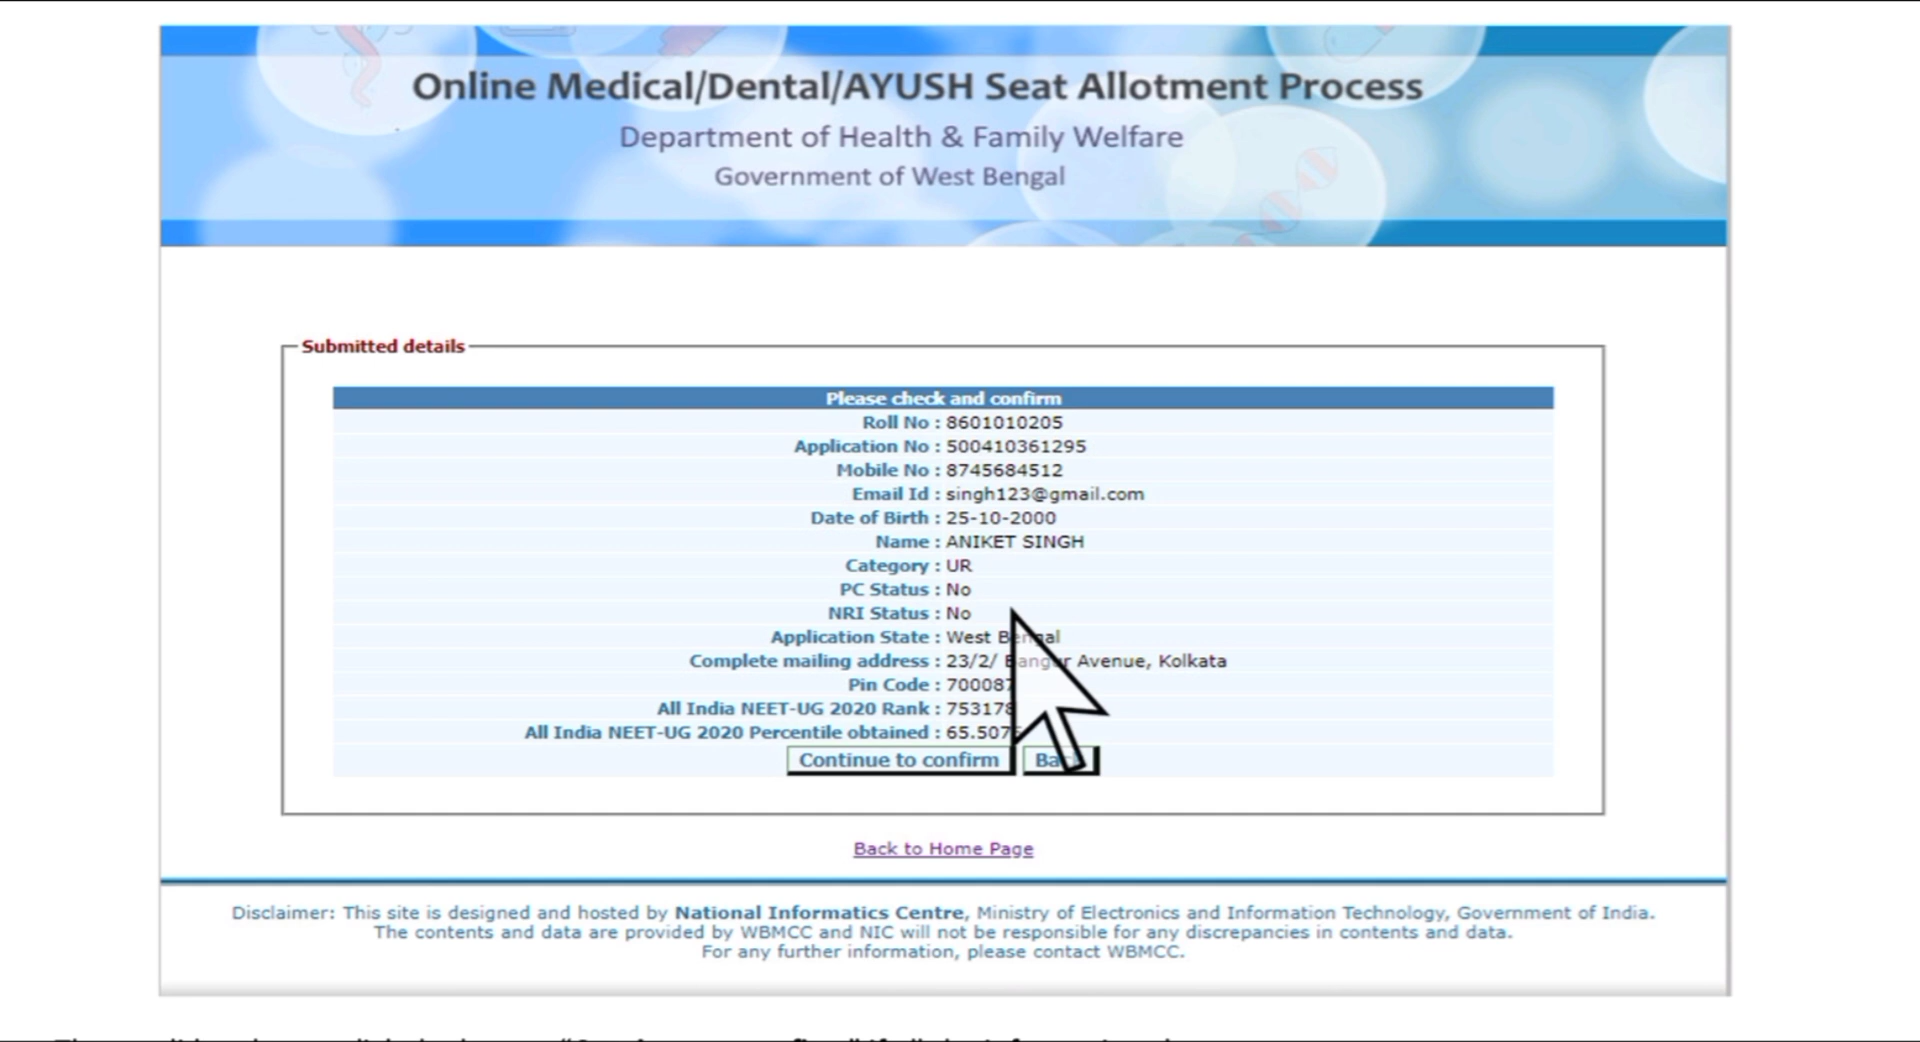 Online Medical/Dental/AYUSH Seat Allotment Process
Department of Health & Family Welfare
Government of West Bengal
Submitted details
Please check and confirm
Roll No : 8601010205
Application No : 500410361295
Mobile No : 8745684512
Email Id : singh123@gmail.com
Date of Birth : 25-10-2000
Name : ANIKET SINGH
Category : UR
PC Status : No
NRI Status : No
Application State : West Bengal
Complete mailing address : 23/2/ Bangur Avenue, Kolkata
Pin Code : 700087
All India NEET-UG 2020 Rank : 753178
All India NEET-UG 2020 Percentile obtained :
Continue to confirm Back
Back to Home Page
Disclaimer: This site is designed and hosted by National Informatics Centre, Ministry of Electronics and Information Technology, Government of India.
The contents and data are provided by WBMCC and NIC will not be responsible for any discrepancies in contents and data.
For any further information, please contact WBMCC.